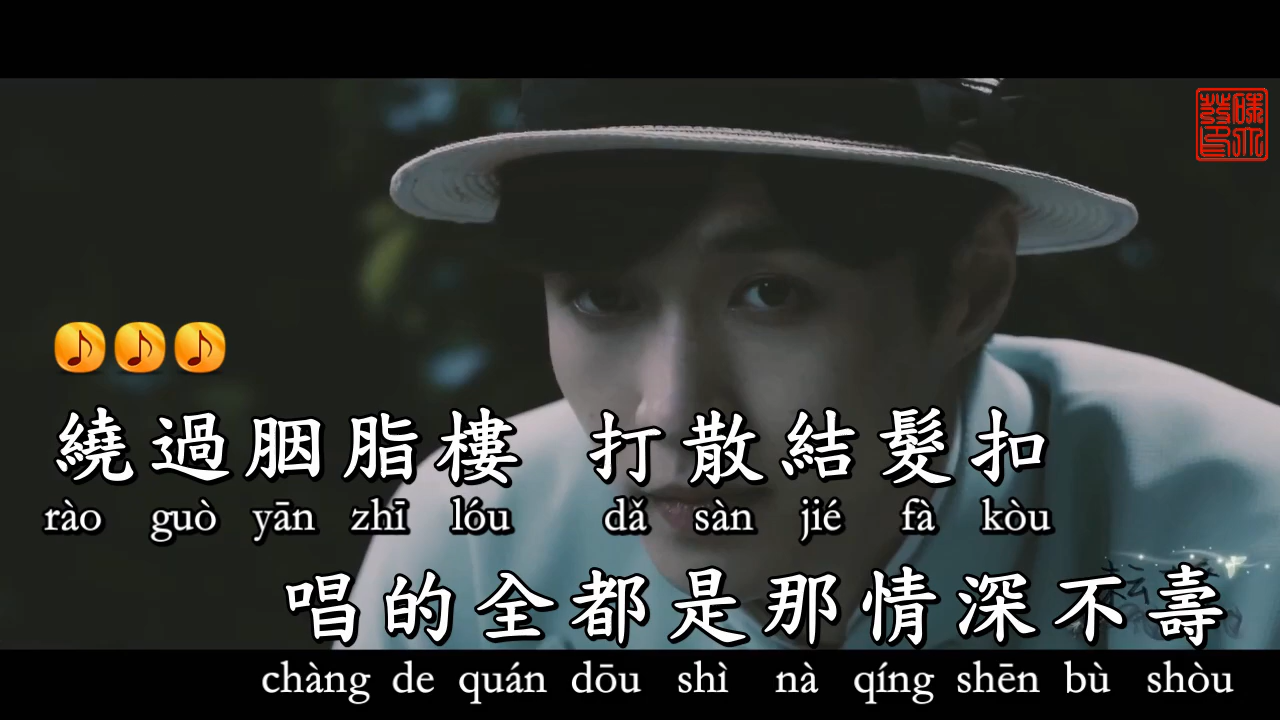 繞過胭脂樓 打散結髮扣
rào guò yān zhī lóu dǎ sàn jié fà kòu
唱的全都是那情深不壽
chàng de quán dōu shì nà qíng shēn bù shòu